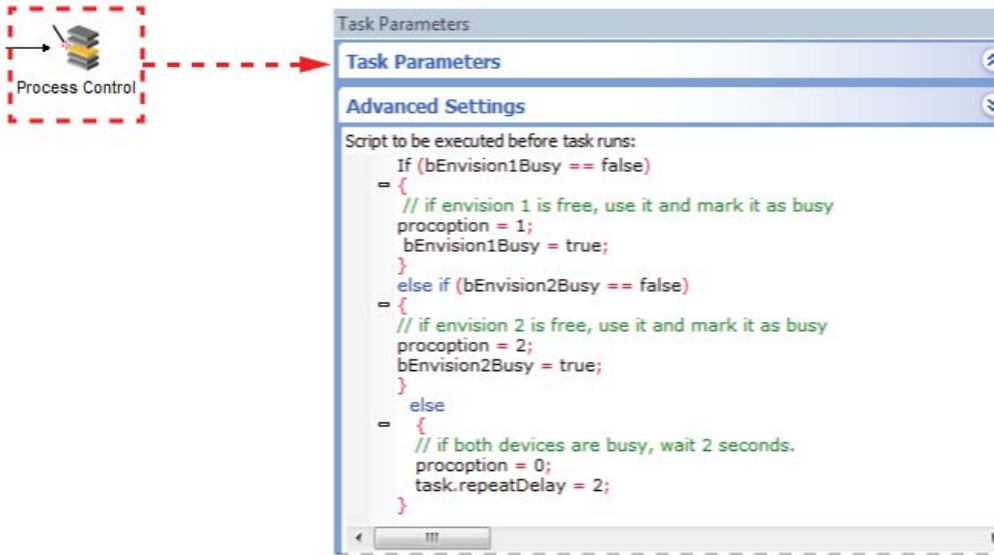 Process Control
Task Parameters
Task Parameters
Advanced Settings
Script to be executed before task runs:
If (bEnvision1Busy == false)
{
// if envision 1 is free, use it and mark it as busy
procoption = 1;
bEnvision1Busy = true;
}
else if (bEnvision2Busy == false)
{
// if envision 2 is free, use it and mark it as busy
procoption = 2;
bEnvision2Busy = true;
}
else
{
// if both devices are busy, wait 2 seconds.
procoption = 0;
task.repeatDelay = 2;
}